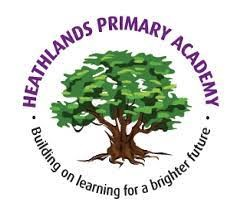 HEATHLANDS PRIMARY ACADEMY
• Building on learning for a brighter future •